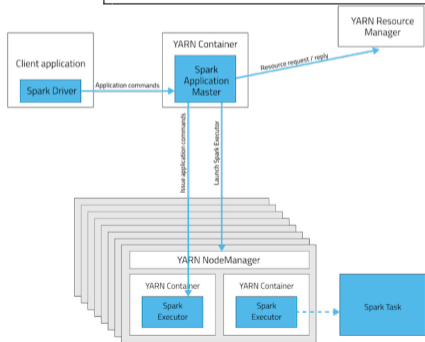 YARN Resource
Manager
YARN Container
Client application
Spark
Application
Master
Spark Driver
Application commands
Resource request / reply
Issue application commands
Launch Spark Executor
YARN NodeManager
YARN Container
YARN Container
Spark
Executor
Spark
Executor
Spark Task